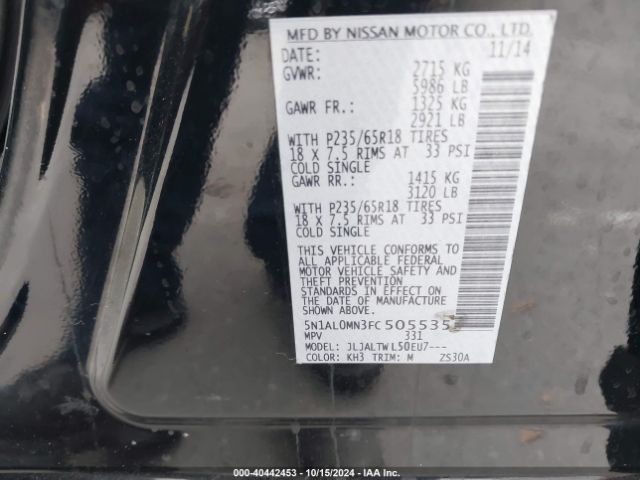 MFD BY NISSAN MOTOR CO., LTD.
DATE: 11/14
GVWR: 2715 KG
5986 LB
GAWR FR.: 1325 KG
2921 LB
WITH P235/65R18 TIRES
18 X 7.5 RIMS AT 33 PSI
COLD SINGLE
GAWR RR.: 1415 KG
3120 LB
WITH P235/65R18 TIRES
18 X 7.5 RIMS AT 33 PSI
COLD SINGLE
THIS VEHICLE CONFORMS TO
ALL APPLICABLE FEDERAL
MOTOR VEHICLE SAFETY AND
THEFT PREVENTION
STANDARDS IN EFFECT ON
THE DATE OF MANUFACTURE
SHOWN ABOVE.
MPV 331
MODEL: JLJALTWL50EU7---
COLOR: KH3 TRIM: M ZS30A
000-40442453 - 10/15/2024 - IAA Inc.